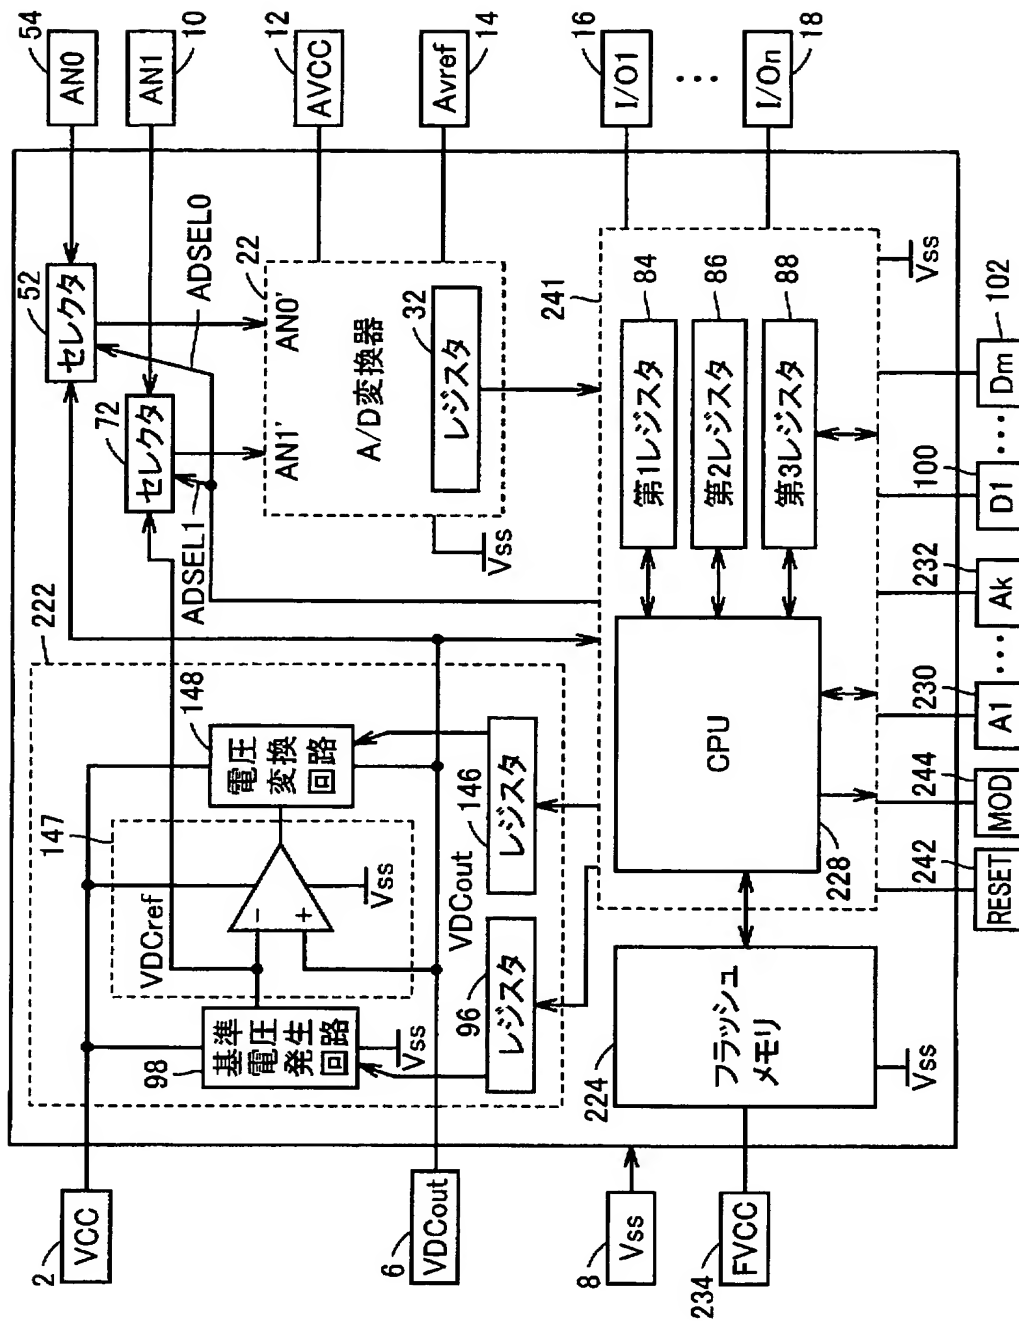 2
VCC
6
VDCout
8
Vss
234
FVCC
222
147
148
98
基準
電圧
発生
回路
VDCref
−
+
Vss
Vss
電圧
変換
回路
VDCout
96
レジスタ
146
レジスタ
ADSEL1
ADSEL0
72
セレクタ
52
セレクタ
54
AN0
10
AN1
12
AVCC
14
Avref
16
I/O1
⋯
18
I/On
22
AN1'
AN0'
A/D変換器
32
レジスタ
Vss
241
CPU
228
第1レジスタ
84
第2レジスタ
86
第3レジスタ
88
Vss
224
フラッシュ
メモリ
Vss
242
RESET
244
MOD
230
A1
⋯
232
Ak
100
D1
⋯
102
Dm